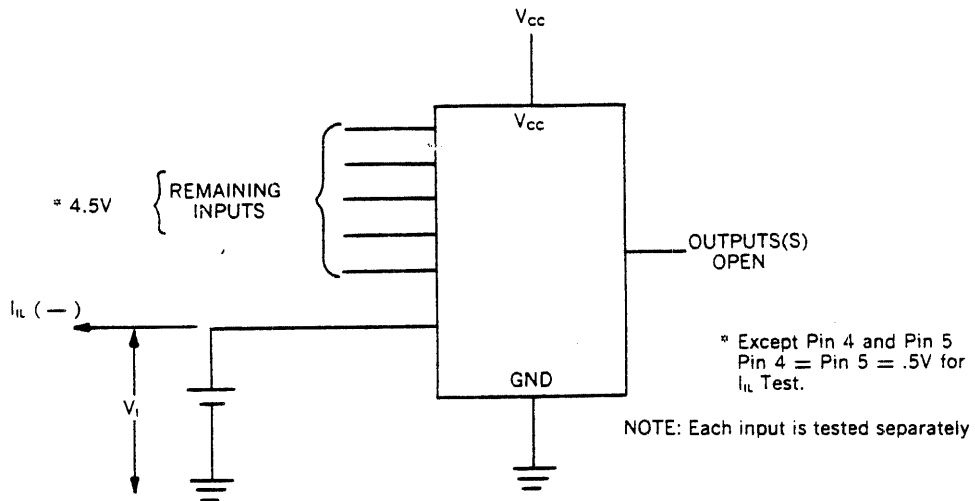 Vcc
Vcc
* 4.5V
REMAINING
INPUTS
OUTPUTS(S)
OPEN
IIL (—)
* Except Pin 4 and Pin 5
Pin 4 = Pin 5 = .5V for
IIL Test.
VI
GND
NOTE: Each input is tested separately